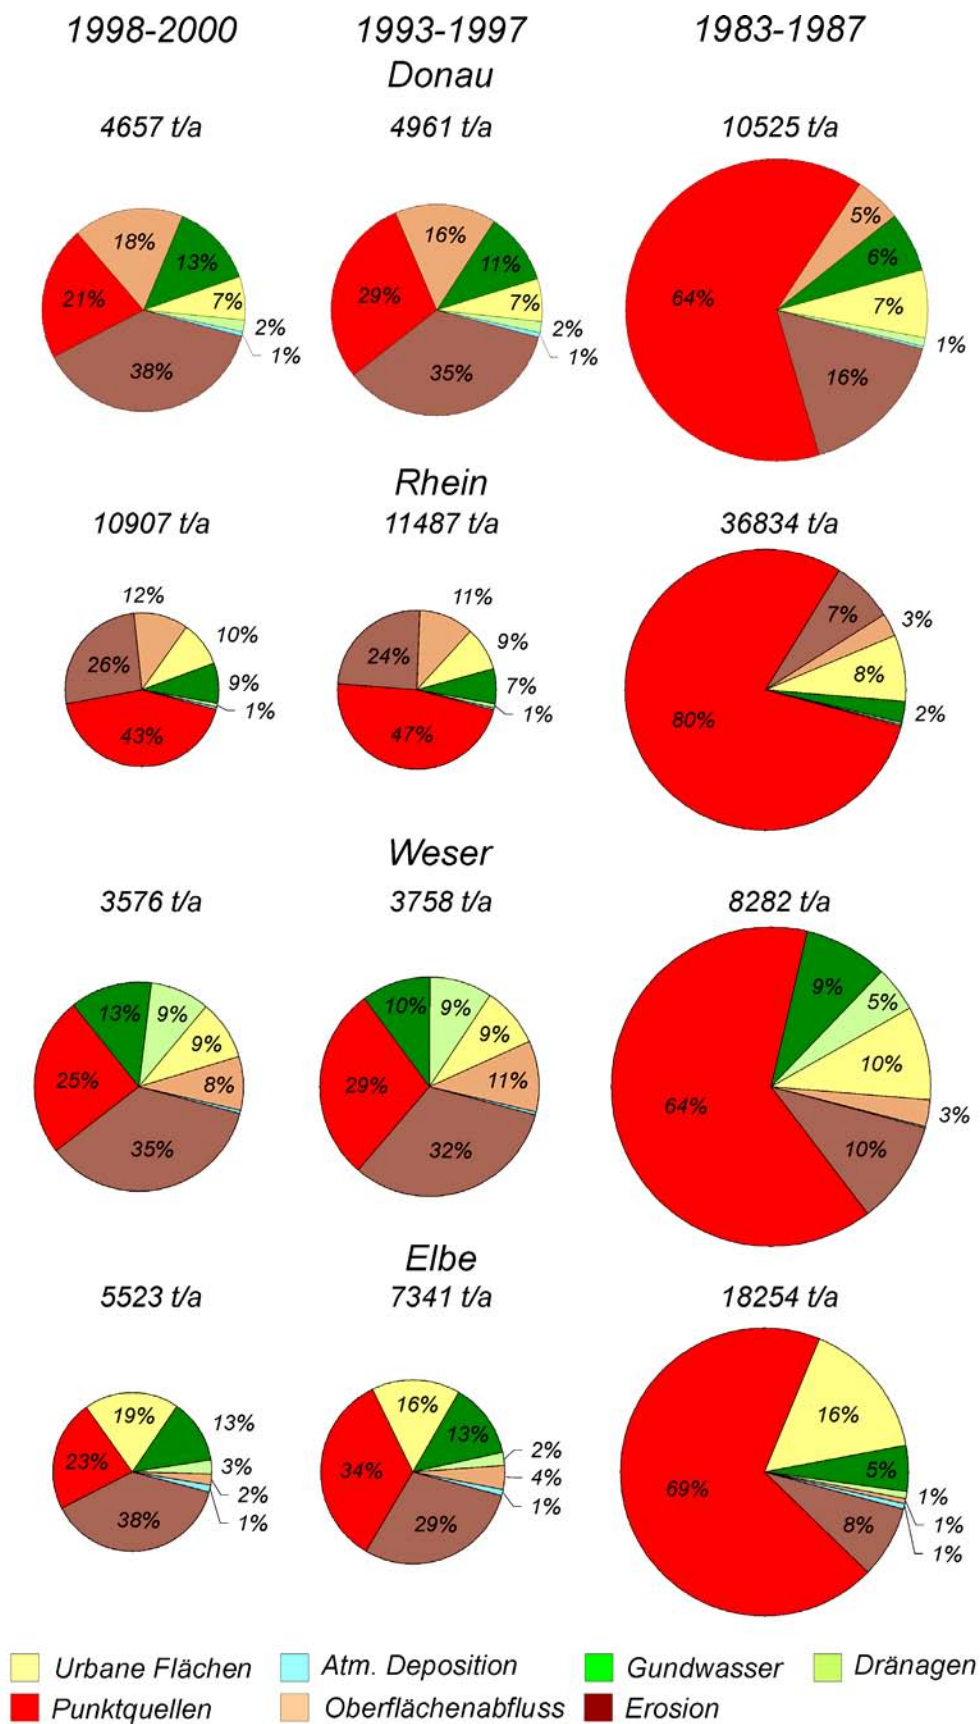 1998-2000 1993-1997 1983-1987
Donau
4657 t/a 4961 t/a 10525 t/a
18% 13% 7% 2% 1% 38% 21%
16% 11% 7% 2% 1% 35% 29%
5% 6% 7% 1% 16% 64%
Rhein
10907 t/a 11487 t/a 36834 t/a
12% 10% 9% 1% 43% 26%
11% 9% 7% 1% 47% 24%
7% 3% 8% 2% 80%
Weser
3576 t/a 3758 t/a 8282 t/a
13% 9% 9% 8% 35% 25%
10% 9% 9% 11% 32% 29%
9% 5% 10% 3% 10% 64%
Elbe
5523 t/a 7341 t/a 18254 t/a
19% 13% 3% 2% 1% 38% 23%
16% 13% 2% 4% 1% 29% 34%
16% 5% 1% 1% 1% 8% 69%
Urbane Flächen Atm. Deposition Gundwasser Dränagen
Punktquellen Oberflächenabfluss Erosion